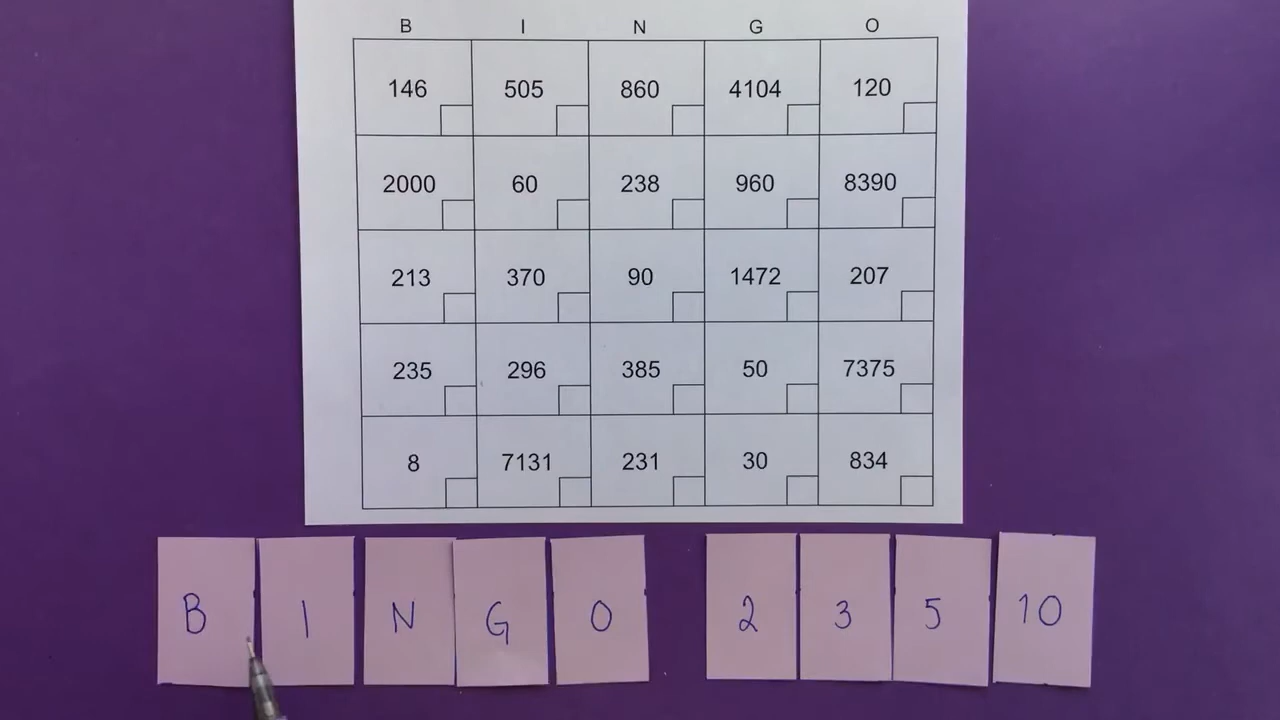 B I N G O
146 505 860 4104 120
2000 60 238 960 8390
213 370 90 1472 207
235 296 385 50 7375
8 7131 231 30 834
B I N G O 2 3 5 10